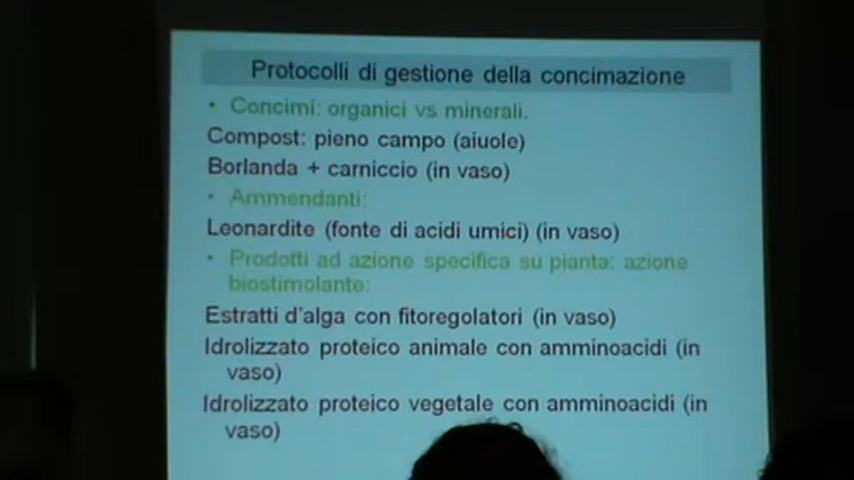 Protocolli di gestione della concimazione
• Concimi: organici vs minerali.
Compost: pieno campo (aiuole)
Borlanda + carniccio (in vaso)
• Ammendanti:
Leonardite (fonte di acidi umici) (in vaso)
• Prodotti ad azione specifica su pianta: azione
biostimolante:
Estratti d'alga con fitoregolatori (in vaso)
Idrolizzato proteico animale con amminoacidi (in
vaso)
Idrolizzato proteico vegetale con amminoacidi (in
vaso)